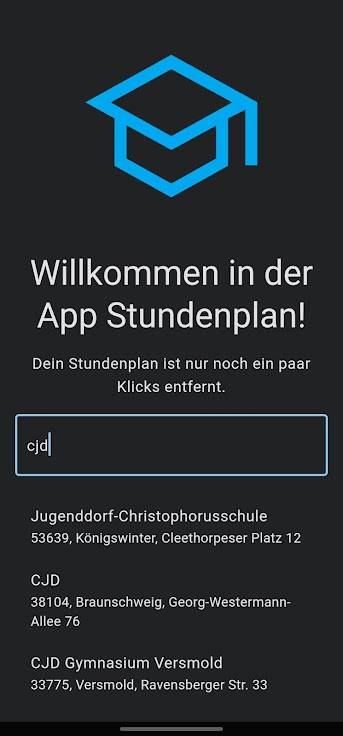 Willkommen in der
App Stundenplan!
Dein Stundenplan ist nur noch ein paar
Klicks entfernt.
cjd
Jugenddorf-Christophorusschule
53639, Königswinter, Cleethorpeser Platz 12
CJD
38104, Braunschweig, Georg-Westermann-
Allee 76
CJD Gymnasium Versmold
33775, Versmold, Ravensberger Str. 33